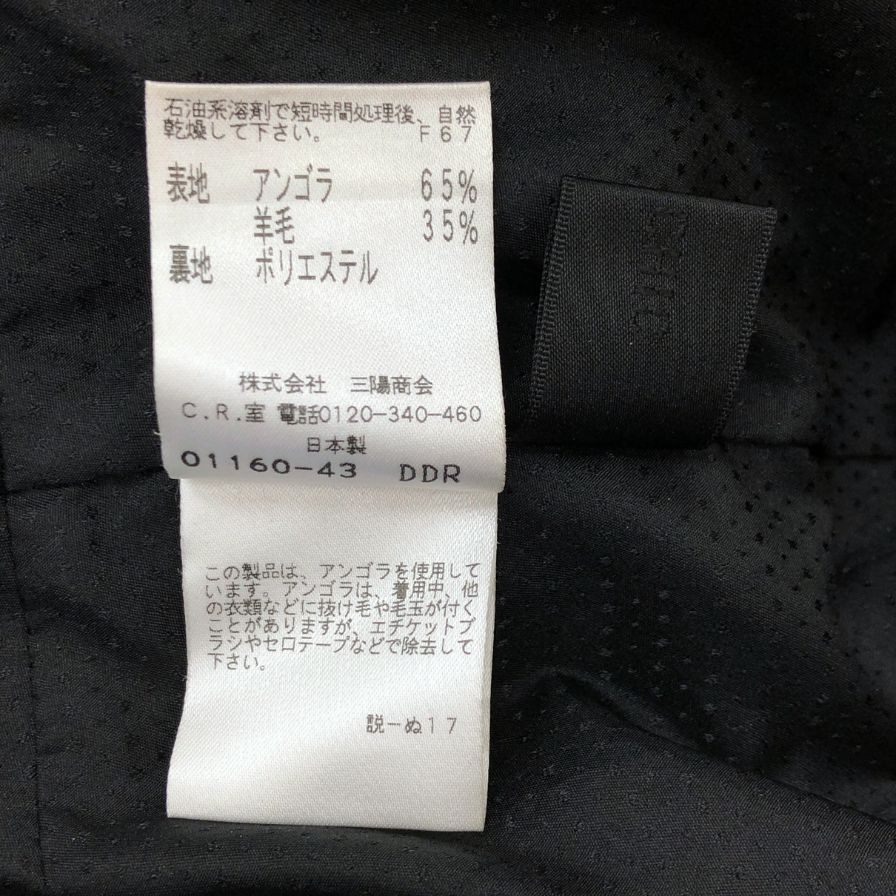 石油系溶剤で短時間処理後、自然
乾燥して下さい。 F67
表地 アンゴラ 65%
羊毛 35%
裏地 ポリエステル
株式会社 三陽商会
C.R.室 電話0120-340-460
日本製
01160-43 DDR
この製品は、アンゴラを使用して
います。アンゴラは、着用中、他
の衣類などに抜け毛や毛玉が付く
ことがありますが、エチケットブ
ラシやセロテープなどで除去して
下さい。
説-ぬ17